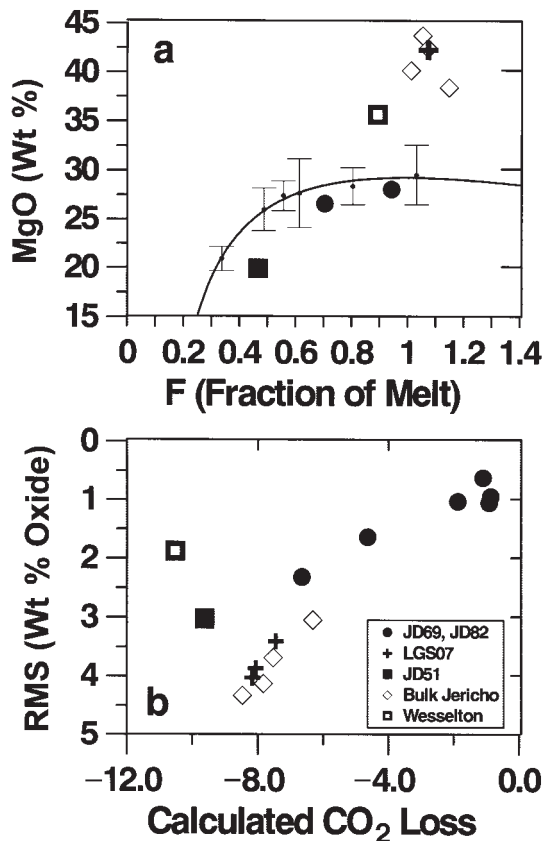 a
MgO (Wt %)
45
40
35
30
25
20
15
0 0.2 0.4 0.6 0.8 1 1.2 1.4
F (Fraction of Melt)
b
RMS (Wt % Oxide)
0
1
2
3
4
5
JD69, JD82
LGS07
JD51
Bulk Jericho
Wesselton
−12.0 −8.0 −4.0 0.0
Calculated CO₂ Loss